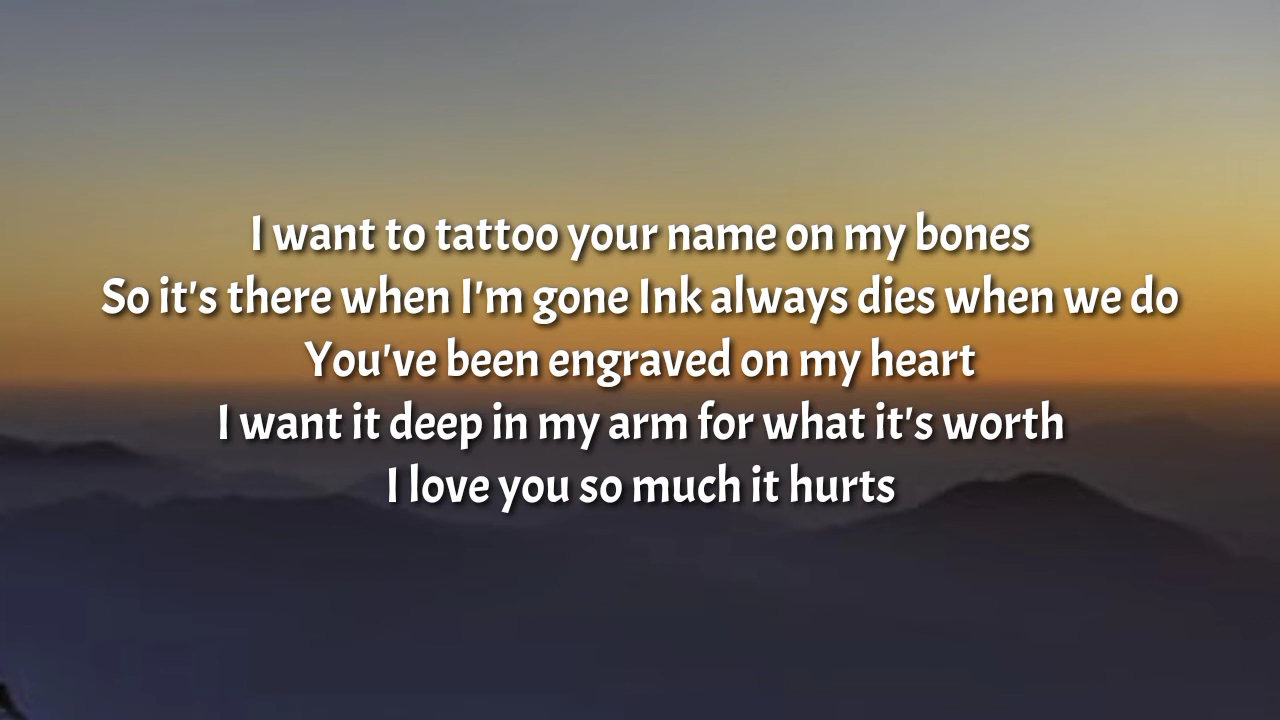 I want to tattoo your name on my bones
So it's there when I'm gone Ink always dies when we do
You've been engraved on my heart
I want it deep in my arm for what it's worth
I love you so much it hurts